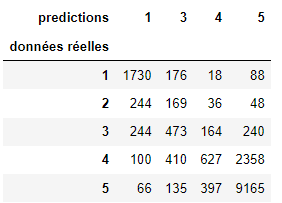 predictions 1 3 4 5
données réelles
1 1730 176 18 88
2 244 169 36 48
3 244 473 164 240
4 100 410 627 2358
5 66 135 397 9165